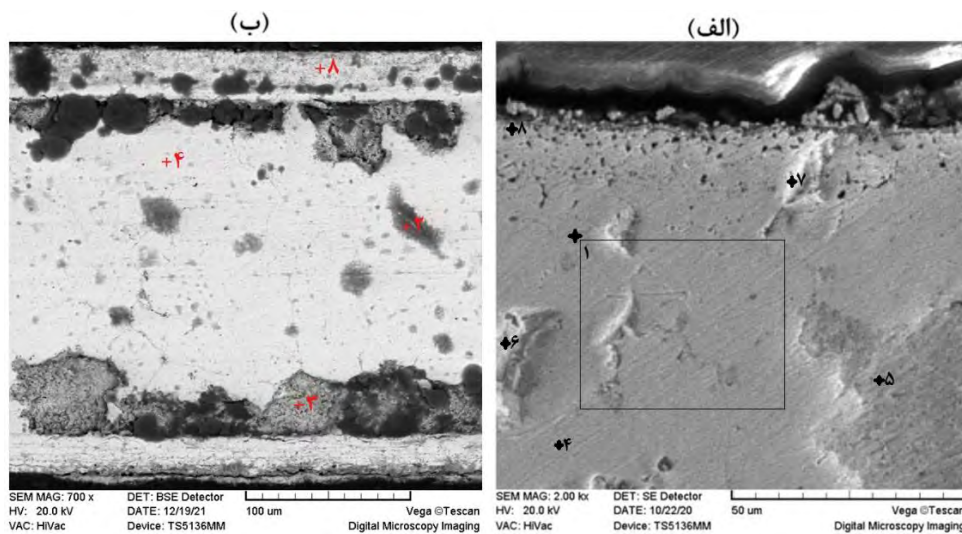 (الف)
(ب)
۸
۷
۱
۶
۵
۴
+۸
+۴
+۲
+۳
SEM MAG: 2.00 kx DET: SE Detector
HV: 20.0 kV DATE: 10/22/20 50 µm Vega ©Tescan
VAC: HiVac Device: TS5136MM Digital Microscopy Imaging
SEM MAG: 700 x DET: BSE Detector
HV: 20.0 kV DATE: 12/19/21 100 um Vega ©Tescan
VAC: HiVac Device: TS5136MM Digital Microscopy Imaging